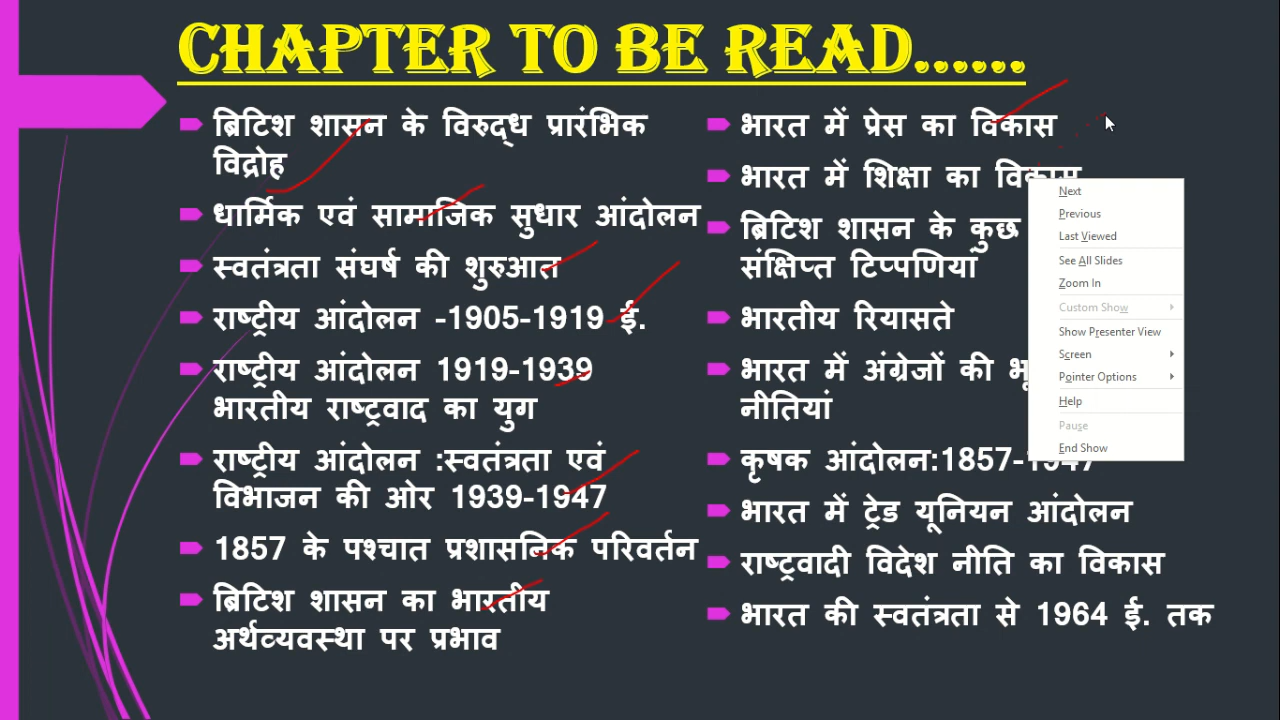 CHAPTER TO BE READ......
ब्रिटिश शासन के विरुद्ध प्रारंभिक
विद्रोह
धार्मिक एवं सामाजिक सुधार आंदोलन
स्वतंत्रता संघर्ष की शुरुआत
राष्ट्रीय आंदोलन -1905-1919 ई.
राष्ट्रीय आंदोलन 1919-1939
भारतीय राष्ट्रवाद का युग
राष्ट्रीय आंदोलन :स्वतंत्रता एवं
विभाजन की ओर 1939-1947
1857 के पश्चात प्रशासनिक परिवर्तन
ब्रिटिश शासन का भारतीय
अर्थव्यवस्था पर प्रभाव
भारत में प्रेस का विकास
भारत में शिक्षा का विकास
ब्रिटिश शासन के कुछ
संक्षिप्त टिप्पणियां
भारतीय रियासते
भारत में अंग्रेजों की
नीतियां
कृषक आंदोलन:1857-1947
भारत में ट्रेड यूनियन आंदोलन
राष्ट्रवादी विदेश नीति का विकास
भारत की स्वतंत्रता से 1964 ई. तक
Next
Previous
Last Viewed
See All Slides
Zoom In
Custom Show
Show Presenter View
Screen
Pointer Options
Help
Pause
End Show